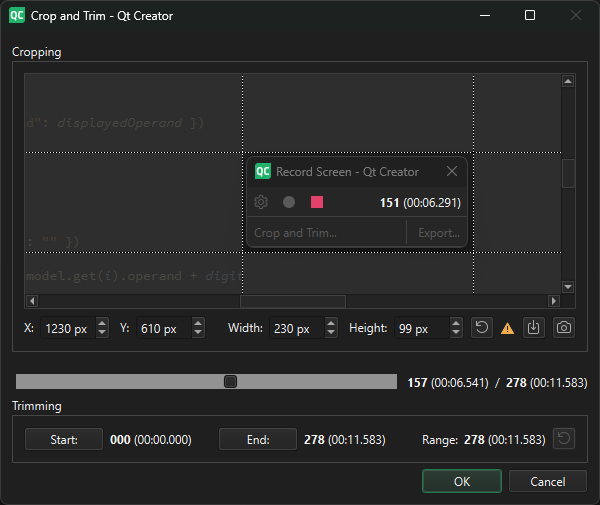 QC Crop and Trim - Qt Creator
Cropping
d": displayedOperand })
QC Record Screen - Qt Creator
151 (00:06.291)
Crop and Trim... Export...
: "" })
model.get(i).operand + digi
X: 1230 px Y: 610 px Width: 230 px Height: 99 px
157 (00:06.541) / 278 (00:11.583)
Trimming
Start: 000 (00:00.000) End: 278 (00:11.583) Range: 278 (00:11.583)
OK Cancel